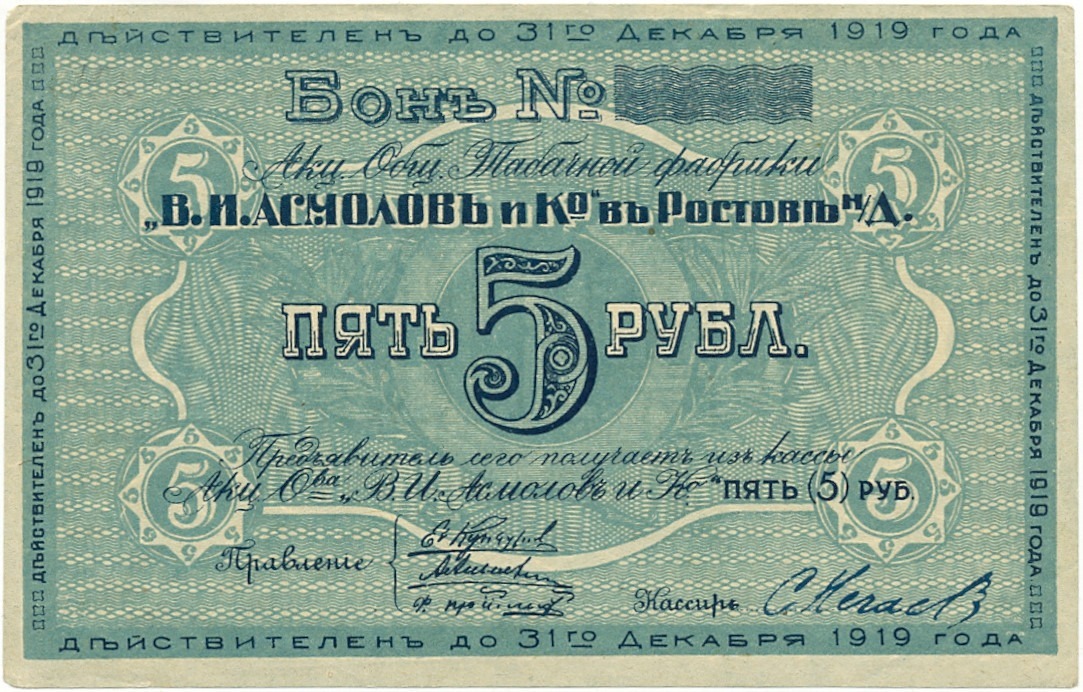 ДѢЙСТВИТЕЛЕНЪ ДО 31ГО ДЕКАБРЯ 1919 ГОДА
БОНЪ №
Акц. Общ. Табачной фабрики
„В. И. АСМОЛОВЪ и Ко“ въ РОСТОВѢ Н/Д.
5 5
ПЯТЬ 5 РУБЛ.
Предъявитель сего получаетъ изъ кассы
Акц. О-ва „В. И. Асмоловъ и Ко“ ПЯТЬ (5) РУБ.
5 5
Правленіе
Кассиръ
ДѢЙСТВИТЕЛЕНЪ ДО 31ГО ДЕКАБРЯ 1919 ГОДА
ДѢЙСТВИТЕЛЕНЪ ДО 31ГО ДЕКАБРЯ 1919 ГОДА
ДѢЙСТВИТЕЛЕНЪ ДО 31ГО ДЕКАБРЯ 1919 ГОДА